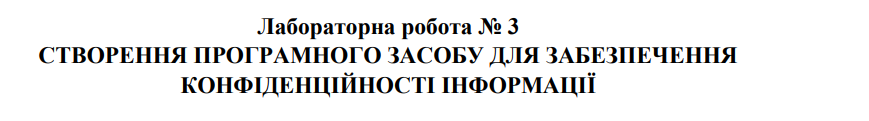 Лабораторна робота № 3
СТВОРЕННЯ ПРОГРАМНОГО ЗАСОБУ ДЛЯ ЗАБЕЗПЕЧЕННЯ
КОНФІДЕНЦІЙНОСТІ ІНФОРМАЦІЇ